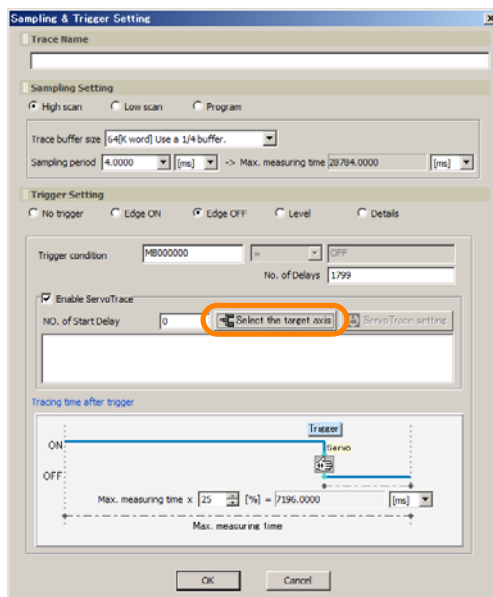 Sampling & Trigger Setting
Trace Name
Sampling Setting
High scan Low scan Program
Trace buffer size 64[K word] Use a 1/4 buffer.
Sampling period 4.0000 [ms] -> Max. measuring time 28784.0000 [ms]
Trigger Setting
No trigger Edge ON Edge OFF Level Details
Trigger condition MB000000 = OFF
No. of Delays 1799
Enable ServoTrace
NO. of Start Delay 0 Select the target axis ServoTrace setting
Tracing time after trigger
Trigger
ON
Servo
OFF
Max. measuring time x 25 [%] = 7196.0000 [ms]
Max. measuring time
OK Cancel